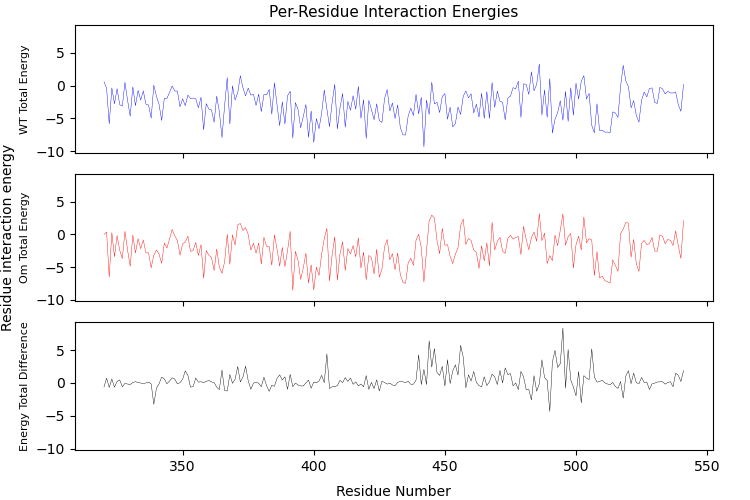 Per-Residue Interaction Energies
Residue interaction energy
WT Total Energy
5
0
−5
−10
Om Total Energy
5
0
−5
−10
Energy Total Difference
5
0
−5
−10
350
400
450
500
550
Residue Number